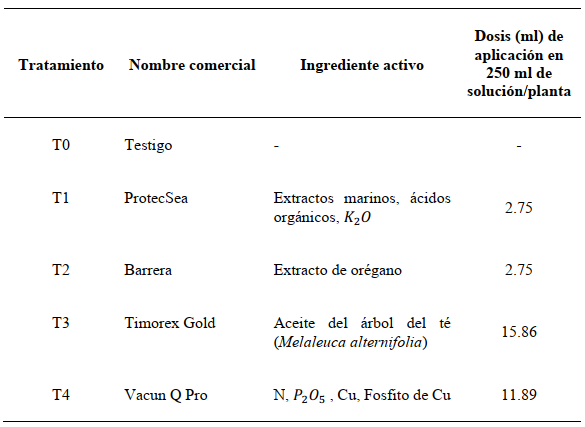 Tratamiento Nombre comercial Ingrediente activo Dosis (ml) de
aplicación en
250 ml de
solución/planta
T0 Testigo - -
T1 ProtecSea Extractos marinos, ácidos
orgánicos, K₂O 2.75
T2 Barrera Extracto de orégano 2.75
T3 Timorex Gold Aceite del árbol del té
(Melaleuca alternifolia) 15.86
T4 Vacun Q Pro N, P₂O₅ , Cu, Fosfito de Cu 11.89